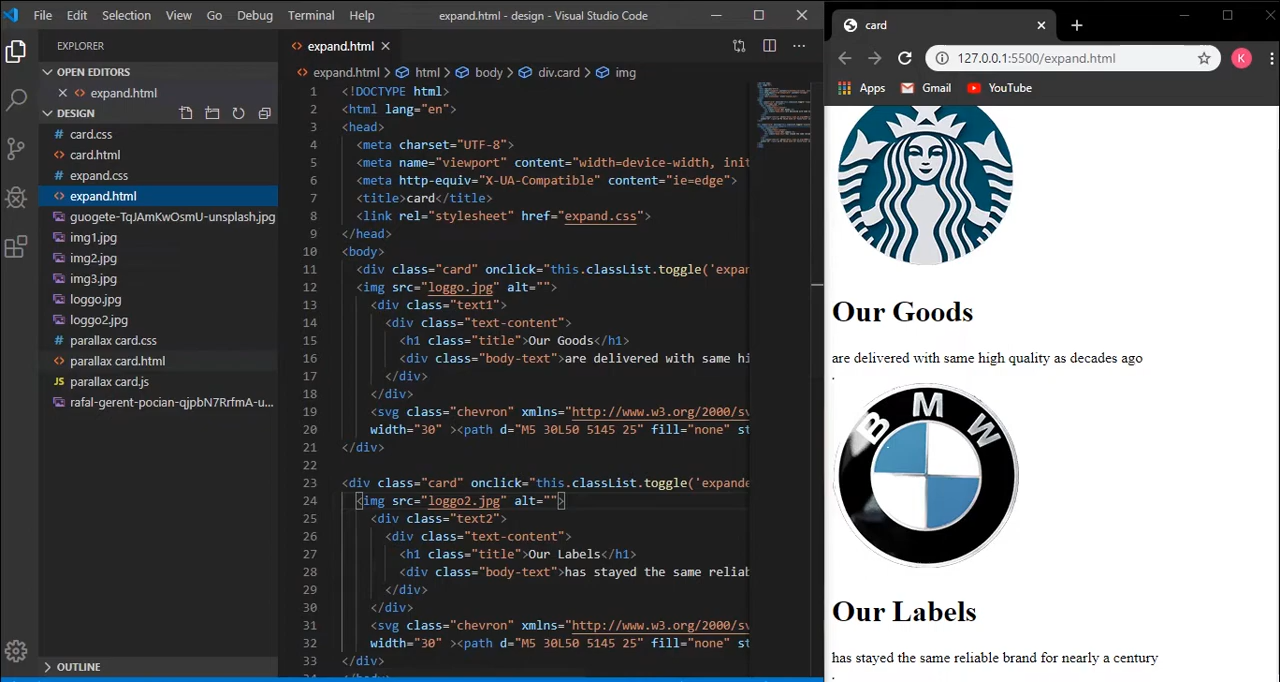 File Edit Selection View Go Debug Terminal Help expand.html - design - Visual Studio Code
EXPLORER
OPEN EDITORS
expand.html
DESIGN
card.css
card.html
expand.css
expand.html
guogete-TqJAmKwOsmU-unsplash.jpg
img1.jpg
img2.jpg
img3.jpg
loggo.jpg
loggo2.jpg
parallax card.css
parallax card.html
JS parallax card.js
rafal-gerent-pocian-qjpbN7RrfmA-u...
OUTLINE
expand.html
expand.html > html > body > div.card > img
1 <!DOCTYPE html>
2 <html lang="en">
3 <head>
4 <meta charset="UTF-8">
5 <meta name="viewport" content="width=device-width, init
6 <meta http-equiv="X-UA-Compatible" content="ie=edge">
7 <title>card</title>
8 <link rel="stylesheet" href="expand.css">
9 </head>
10 <body>
11 <div class="card" onclick="this.classList.toggle('expan
12 <img src="loggo.jpg" alt="">
13 <div class="text1">
14 <div class="text-content">
15 <h1 class="title">Our Goods</h1>
16 <div class="body-text">are delivered with same hi
17 </div>
18 </div>
19 <svg class="chevron" xmlns="http://www.w3.org/2000/sv
20 width="30" ><path d="M5 30L50 5145 25" fill="none" st
21 </div>
22
23 <div class="card" onclick="this.classList.toggle('expande
24 <img src="loggo2.jpg" alt="">
25 <div class="text2">
26 <div class="text-content">
27 <h1 class="title">Our Labels</h1>
28 <div class="body-text">has stayed the same reliab
29 </div>
30 </div>
31 <svg class="chevron" xmlns="http://www.w3.org/2000/sv
32 width="30" ><path d="M5 30L50 5145 25" fill="none" st
33 </div>
card
127.0.0.1:5500/expand.html
K
Apps Gmail YouTube
Our Goods
are delivered with same high quality as decades ago
.
BMW
Our Labels
has stayed the same reliable brand for nearly a century
.